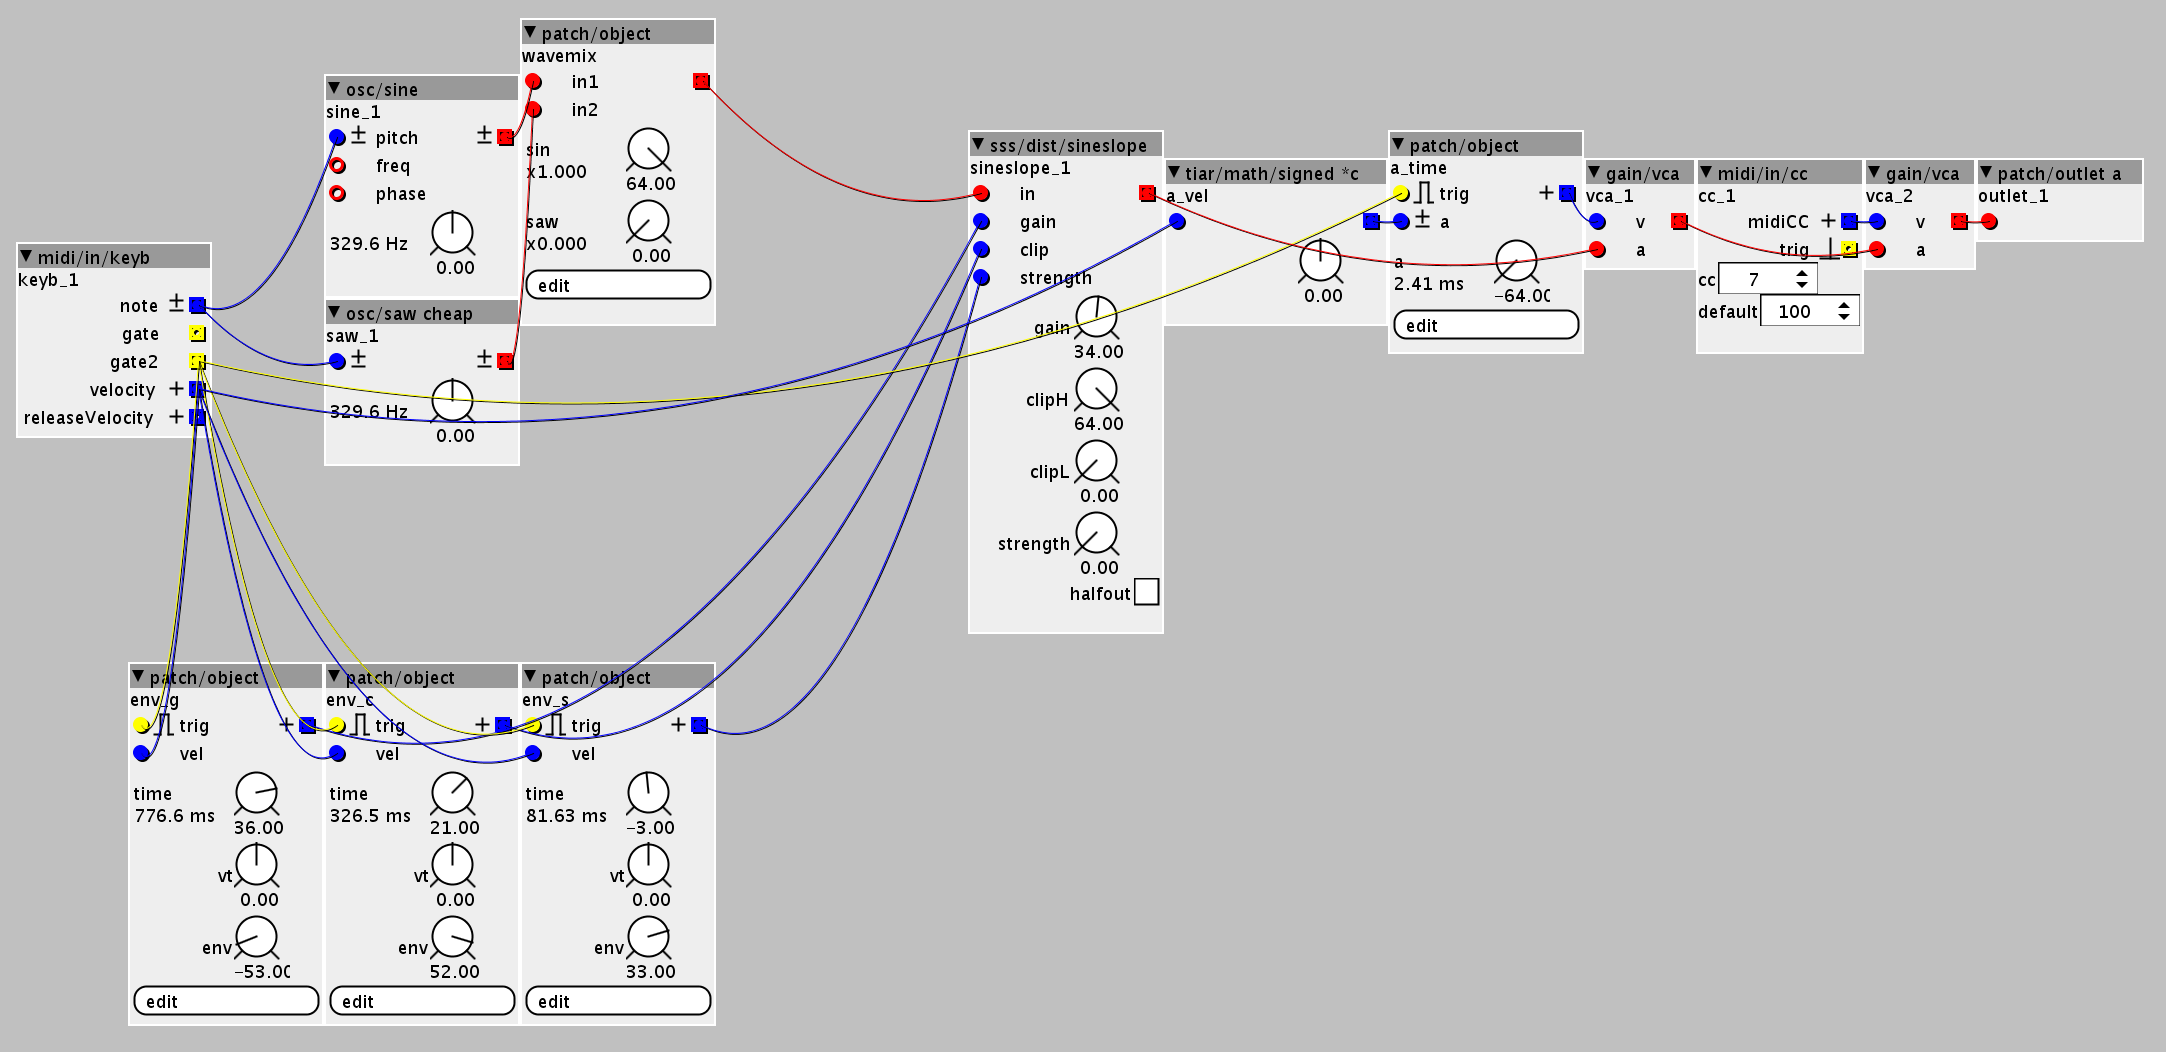 midi/in/keyb
keyb_1
note ±
gate
gate2
velocity +
releaseVelocity +
osc/sine
sine_1
± pitch ±
freq
phase
329.6 Hz
0.00
osc/saw cheap
saw_1
± ±
329.6 Hz
0.00
patch/object
wavemix
in1
in2
sin
x1.000
64.00
saw
x0.000
0.00
edit
patch/object
env_g
trig +
vel
time
776.6 ms
36.00
vt
0.00
env
-53.00
edit
patch/object
env_c
trig +
vel
time
326.5 ms
21.00
vt
0.00
env
52.00
edit
patch/object
env_s
trig +
vel
time
81.63 ms
-3.00
vt
0.00
env
33.00
edit
sss/dist/sineslope
sineslope_1
in
gain
clip
strength
gain
34.00
clipH
64.00
clipL
0.00
strength
0.00
halfout
tiar/math/signed *c
a_vel
0.00
patch/object
a_time
trig +
± a
a
2.41 ms
-64.00
edit
gain/vca
vca_1
v
a
midi/in/cc
cc_1
midiCC +
trig
cc 7
default 100
gain/vca
vca_2
v
a
patch/outlet a
outlet_1